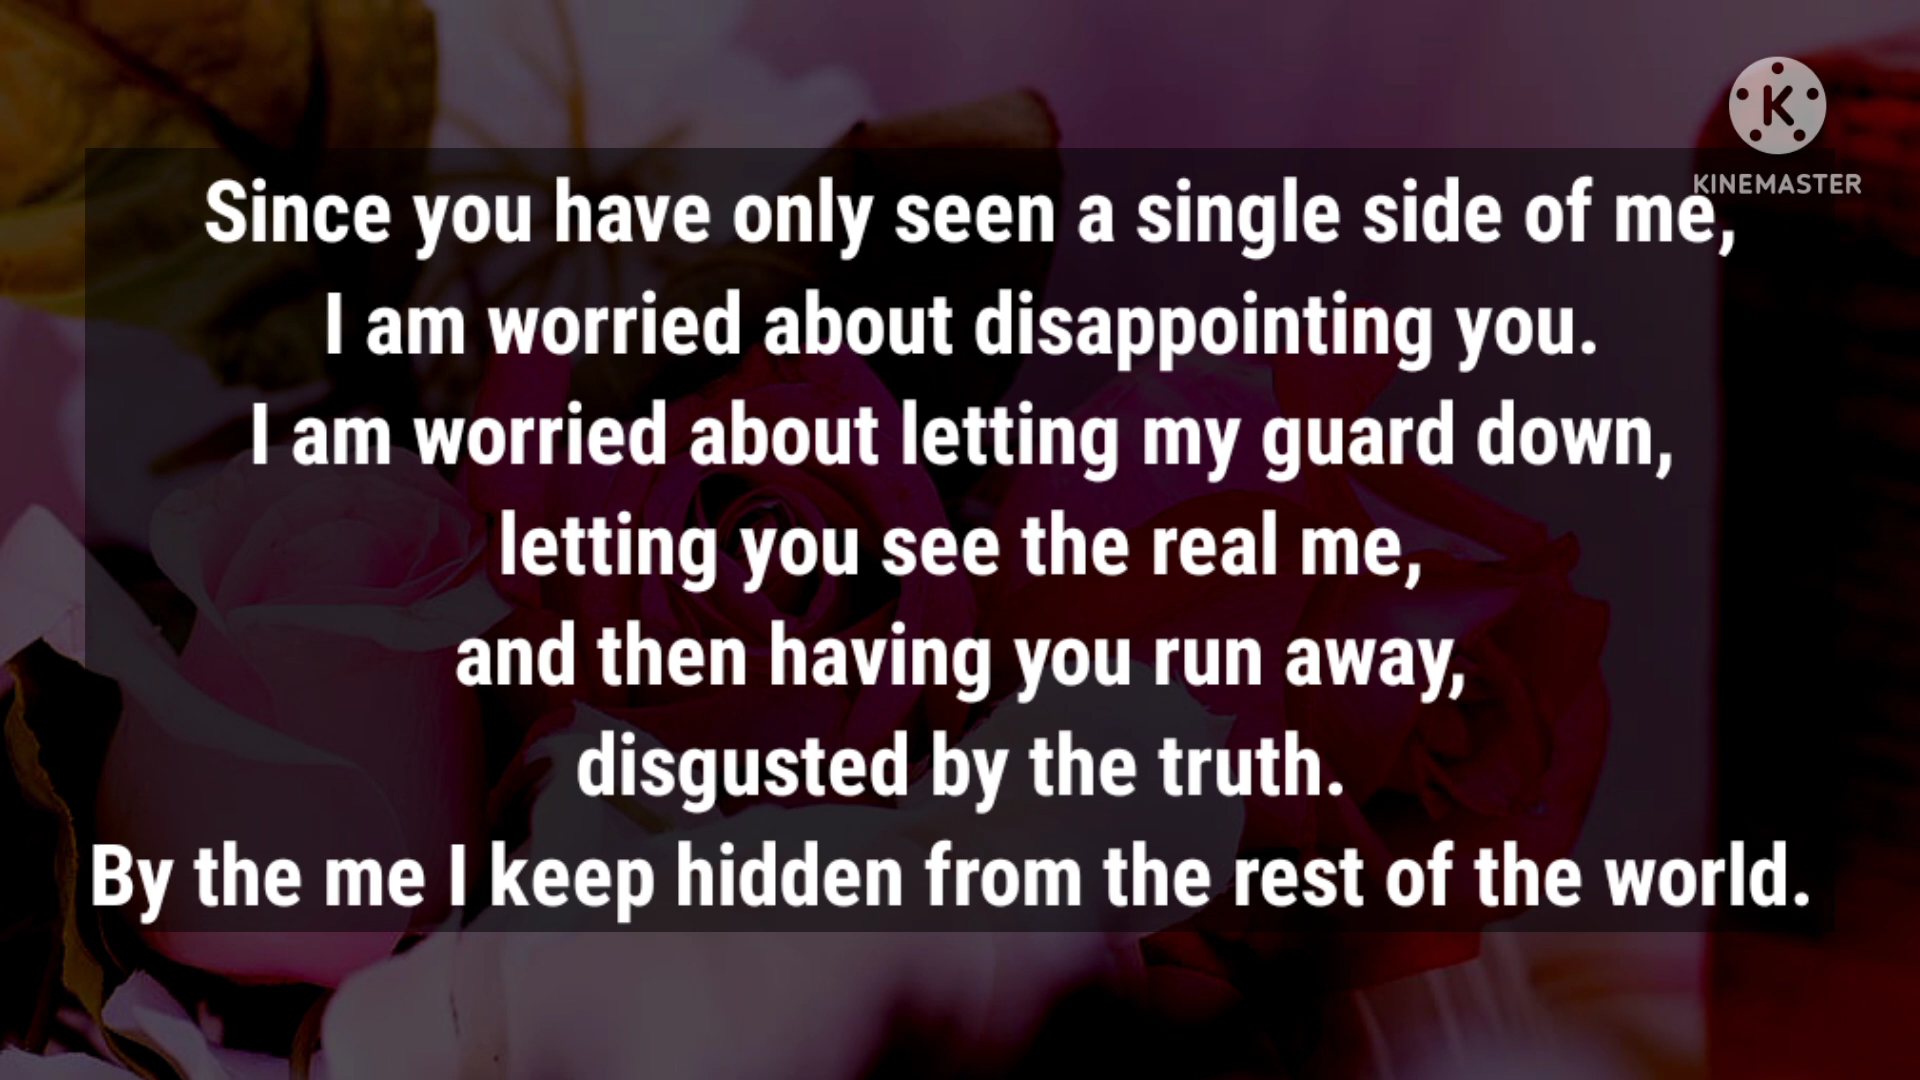 K
KINEMASTER
Since you have only seen a single side of me,
I am worried about disappointing you.
I am worried about letting my guard down,
letting you see the real me,
and then having you run away,
disgusted by the truth.
By the me I keep hidden from the rest of the world.